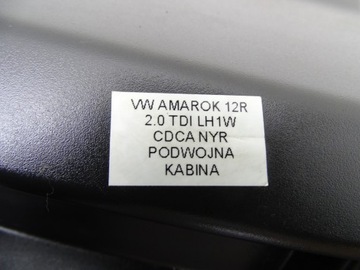 VW AMAROK 12R
2.0 TDI LH1W
CDCA NYR
PODWOJNA
KABINA